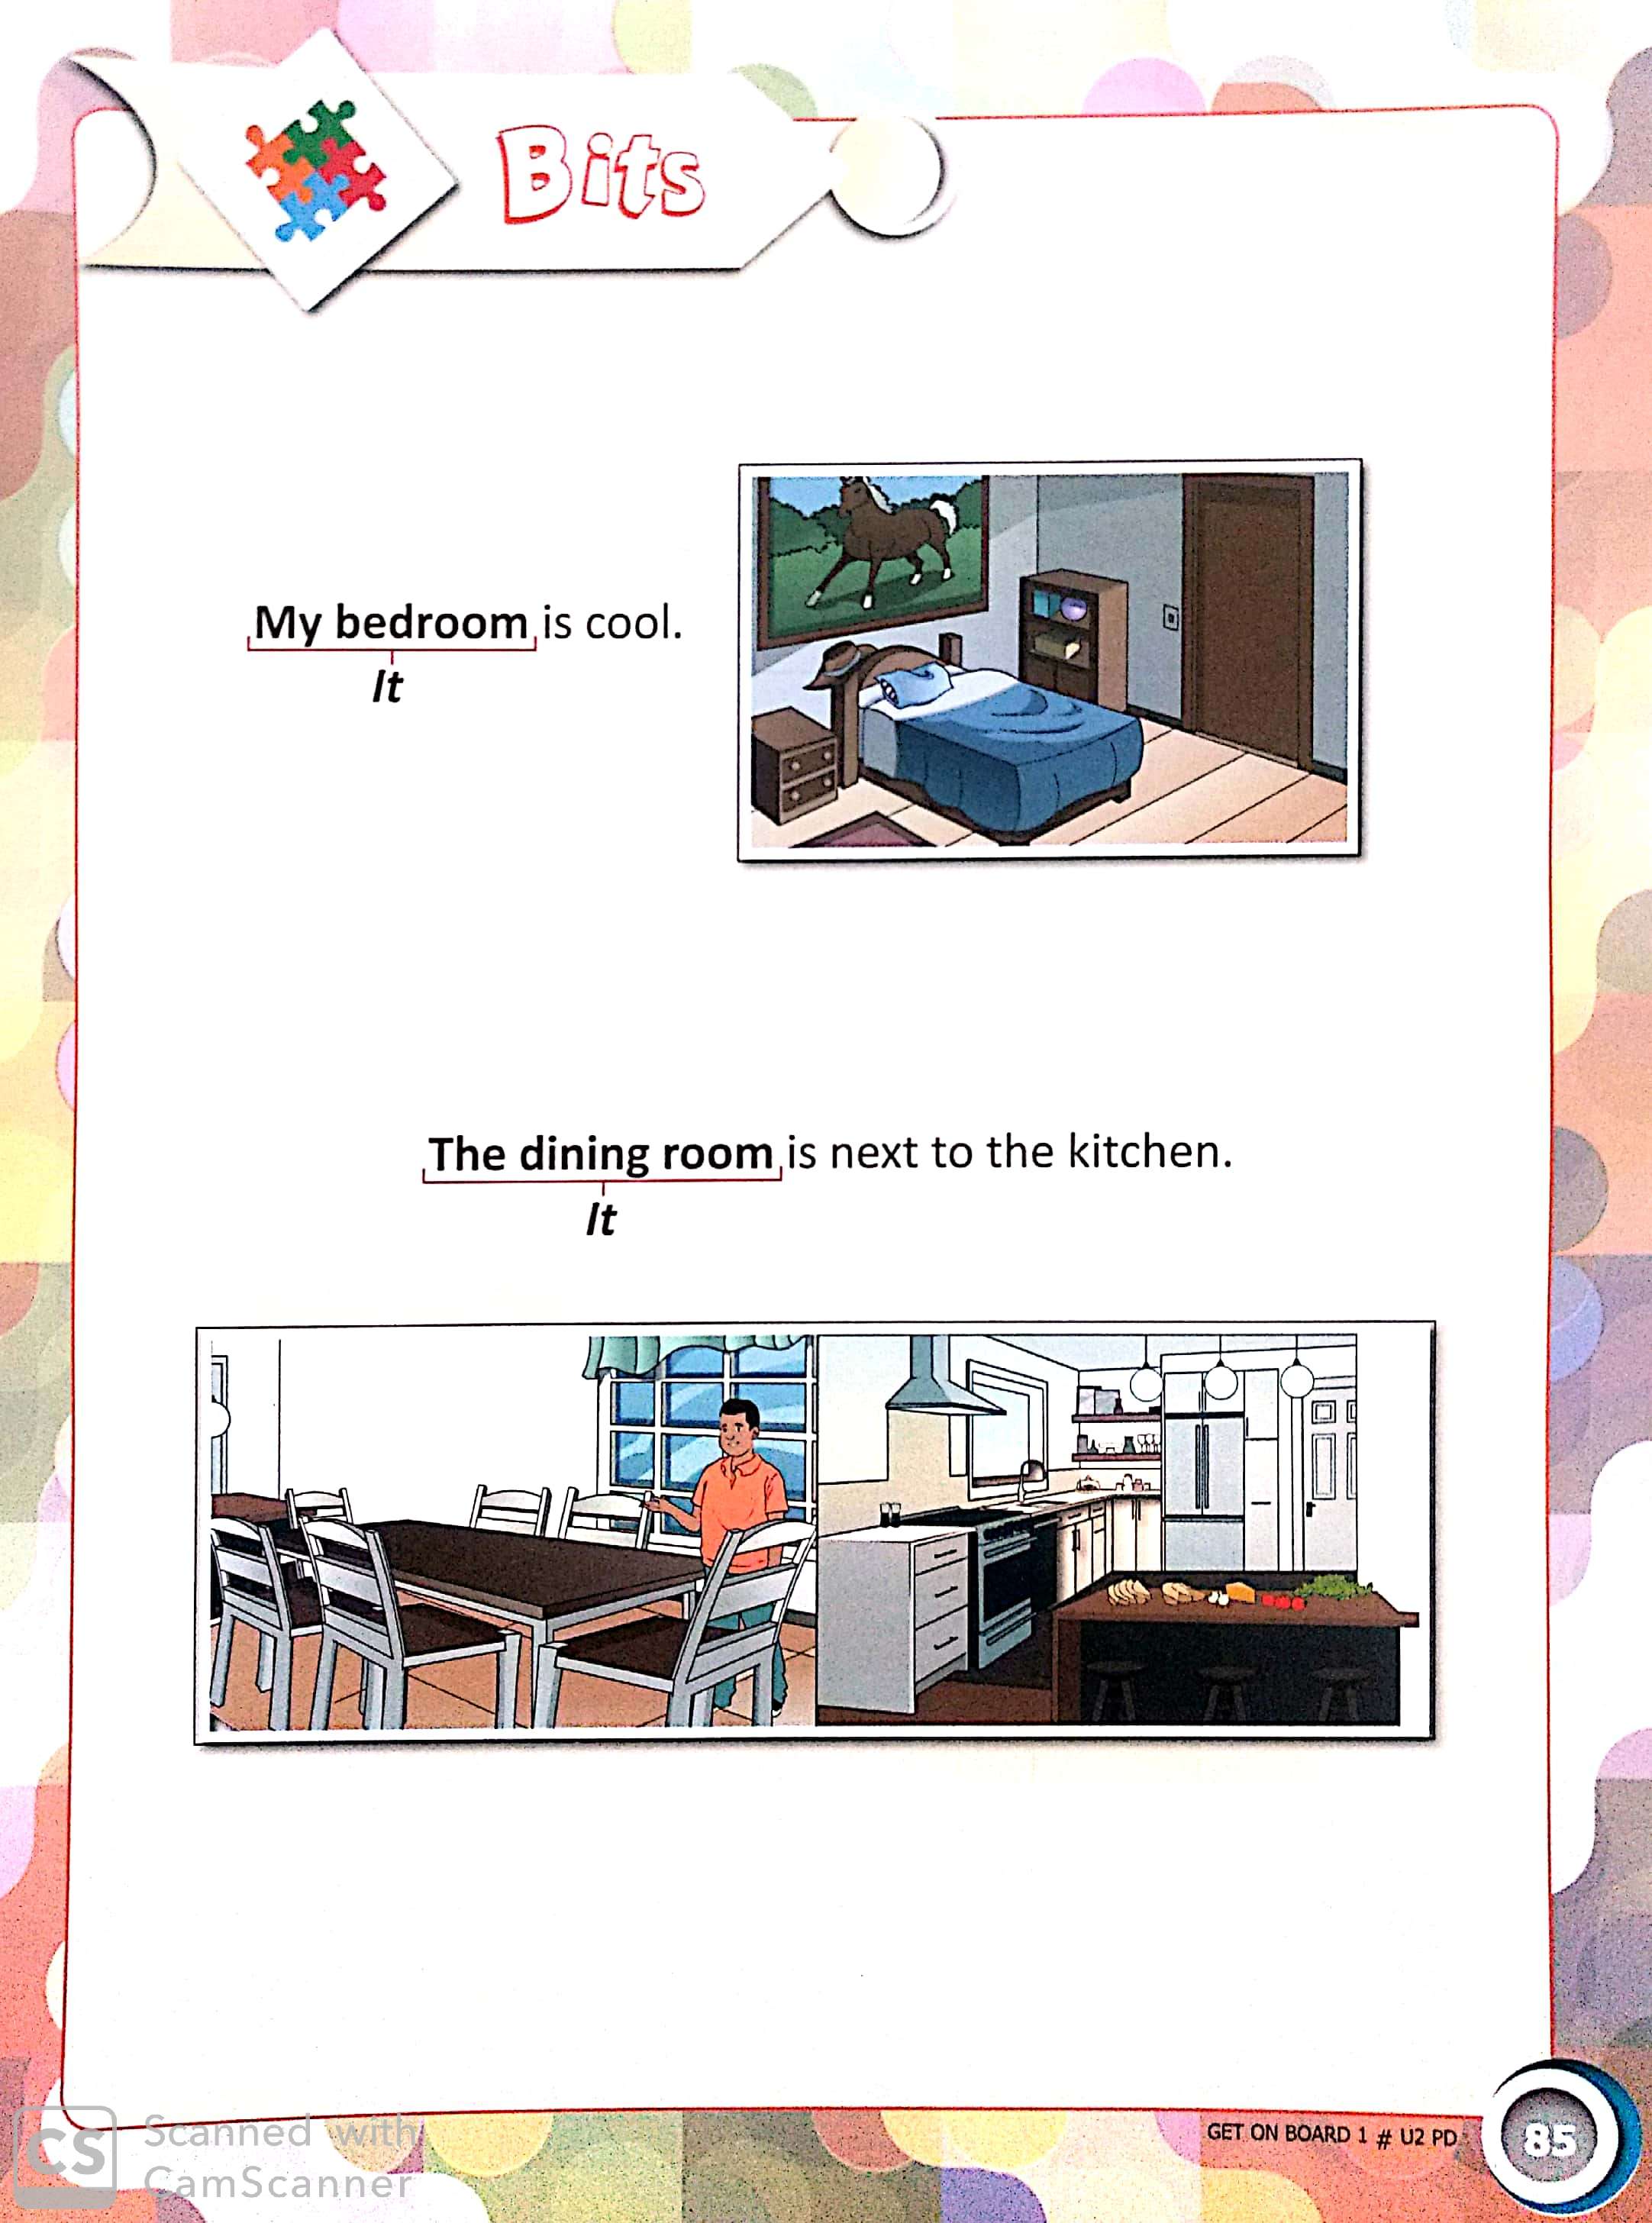 Bits
My bedroom is cool.
It
The dining room is next to the kitchen.
It
GET ON BOARD 1 # U2 PD
85
CS
Scanned with
CamScanner